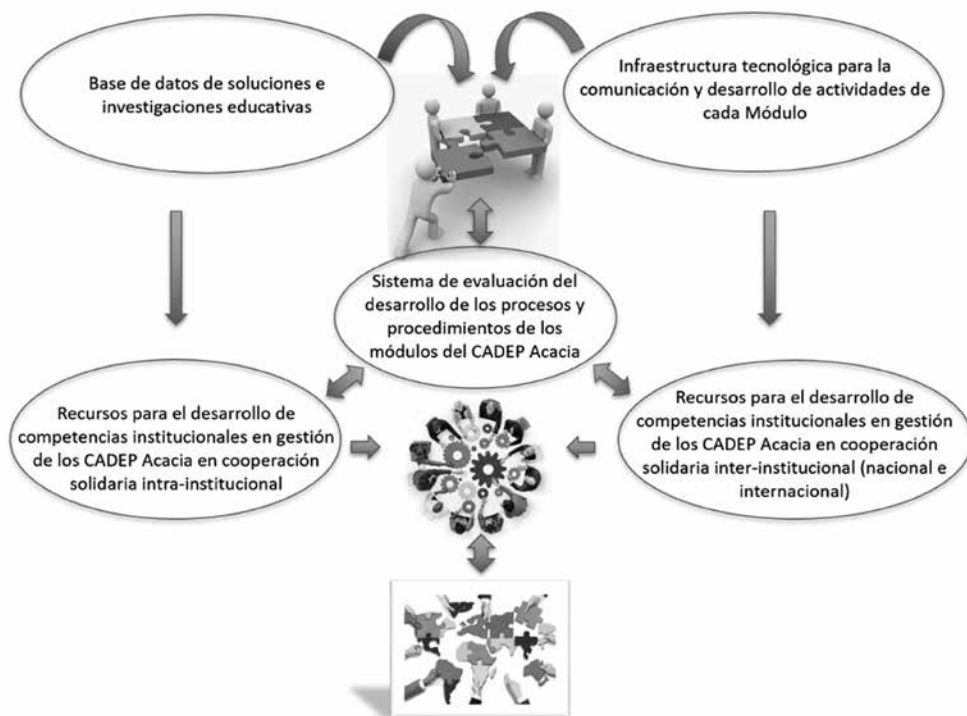 Base de datos de soluciones e
investigaciones educativas
Infraestructura tecnológica para la
comunicación y desarrollo de actividades de
cada Módulo
Sistema de evaluación del
desarrollo de los procesos y
procedimientos de los
módulos del CADEP Acacia
Recursos para el desarrollo de
competencias institucionales en gestión
de los CADEP Acacia en cooperación
solidaria intra-institucional
Recursos para el desarrollo de
competencias institucionales en gestión
de los CADEP Acacia en cooperación
solidaria inter-institucional (nacional e
internacional)